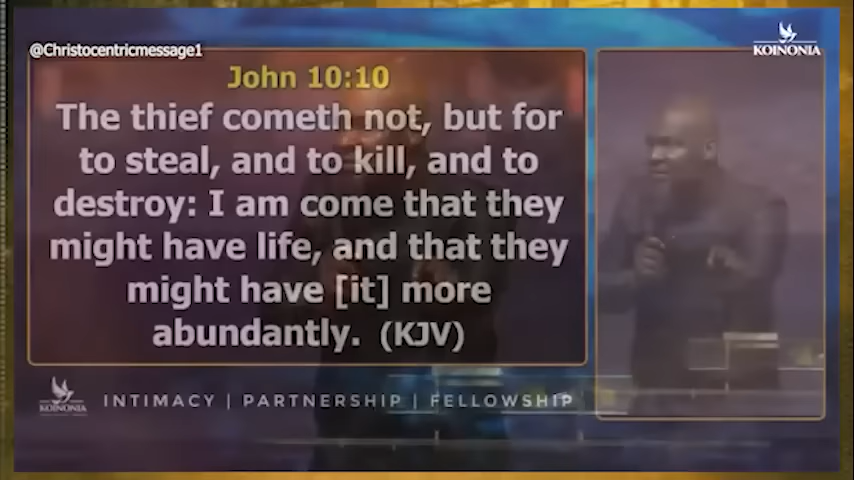 @Christocentricmessage1
KOINONIA
John 10:10
The thief cometh not, but for
to steal, and to kill, and to
destroy: I am come that they
might have life, and that they
might have [it] more
abundantly. (KJV)
KOINONIA
INTIMACY | PARTNERSHIP | FELLOWSHIP